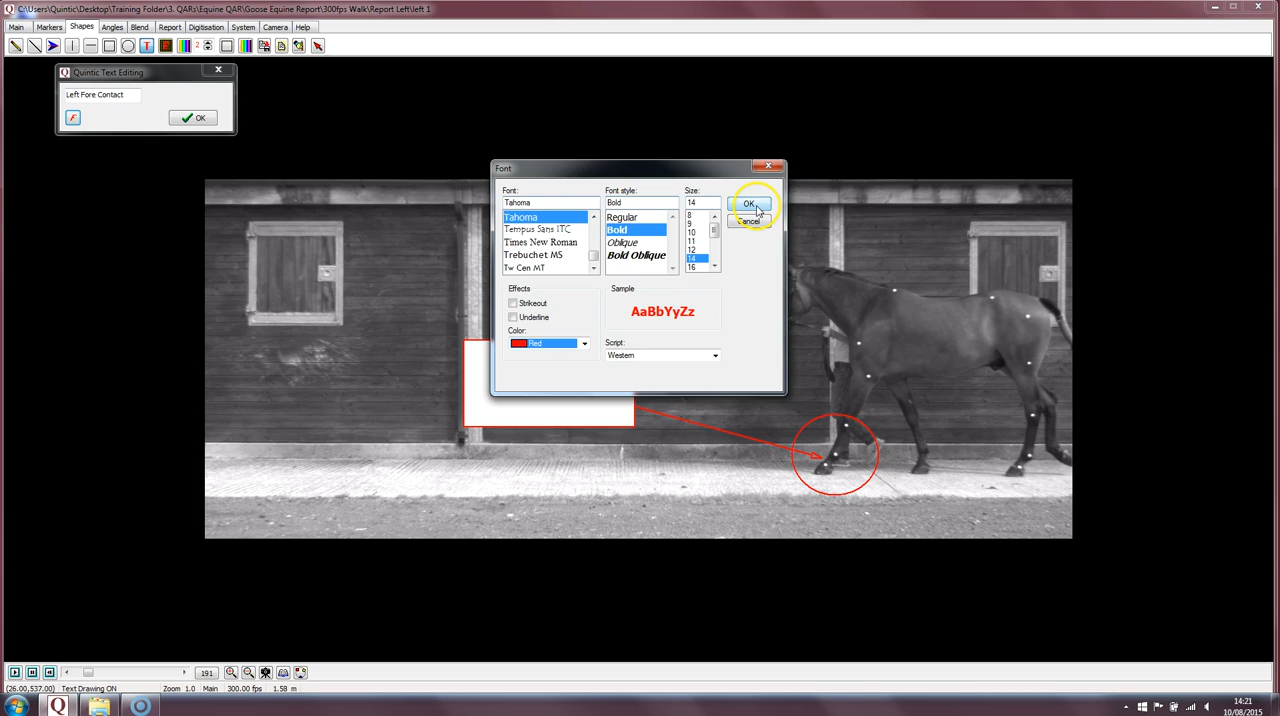 C:\Users\Quintic\Desktop\Training Folder\3. QARs\Equine QAR\Goose Equine Report\300fps Walk\Report Left\left 1
Main Markers Shapes Angles Blend Report Digitisation System Camera Help
T F 2
Quintic Text Editing
Left Fore Contact
F OK
Font
Font: Font style: Size:
Tahoma Bold 14
OK
Cancel
Tahoma Regular 8
Tempus Sans ITC Bold 9
Times New Roman Oblique 10
Trebuchet MS Bold Oblique 11
Tw Cen MT 12
14
16
Effects Sample
Strikeout
Underline
AaBbYyZz
Color: Script:
Red Western
191
(26.00,537.00) Text Drawing ON Zoom 1.0 Main 300.00 fps 1.58 m
14:21
10/08/2015